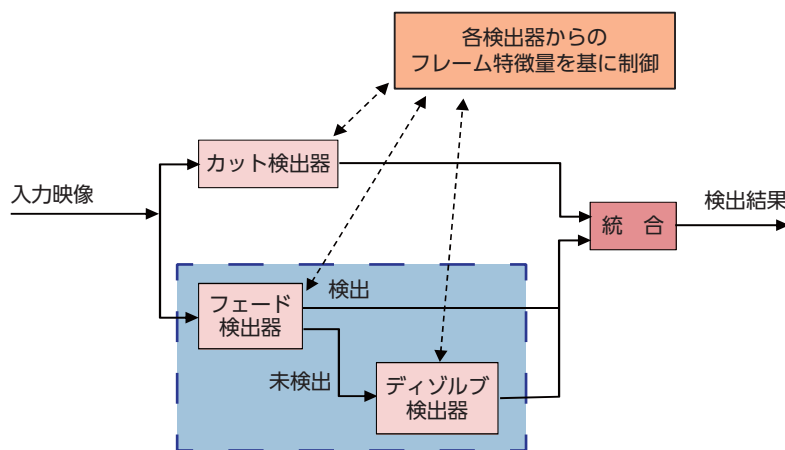 各検出器からの
フレーム特徴量を基に制御
カット検出器
入力映像
検出結果
統　合
検出
フェード
検出器
未検出
ディゾルブ
検出器